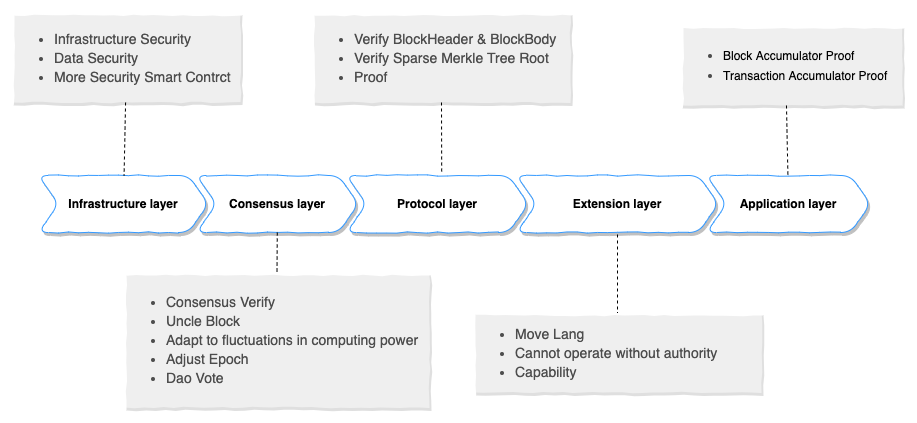 • Infrastructure Security
• Data Security
• More Security Smart Contrct
• Verify BlockHeader & BlockBody
• Verify Sparse Merkle Tree Root
• Proof
• Block Accumulator Proof
• Transaction Accumulator Proof
Infrastructure layer
Consensus layer
Protocol layer
Extension layer
Application layer
• Consensus Verify
• Uncle Block
• Adapt to fluctuations in computing power
• Adjust Epoch
• Dao Vote
• Move Lang
• Cannot operate without authority
• Capability